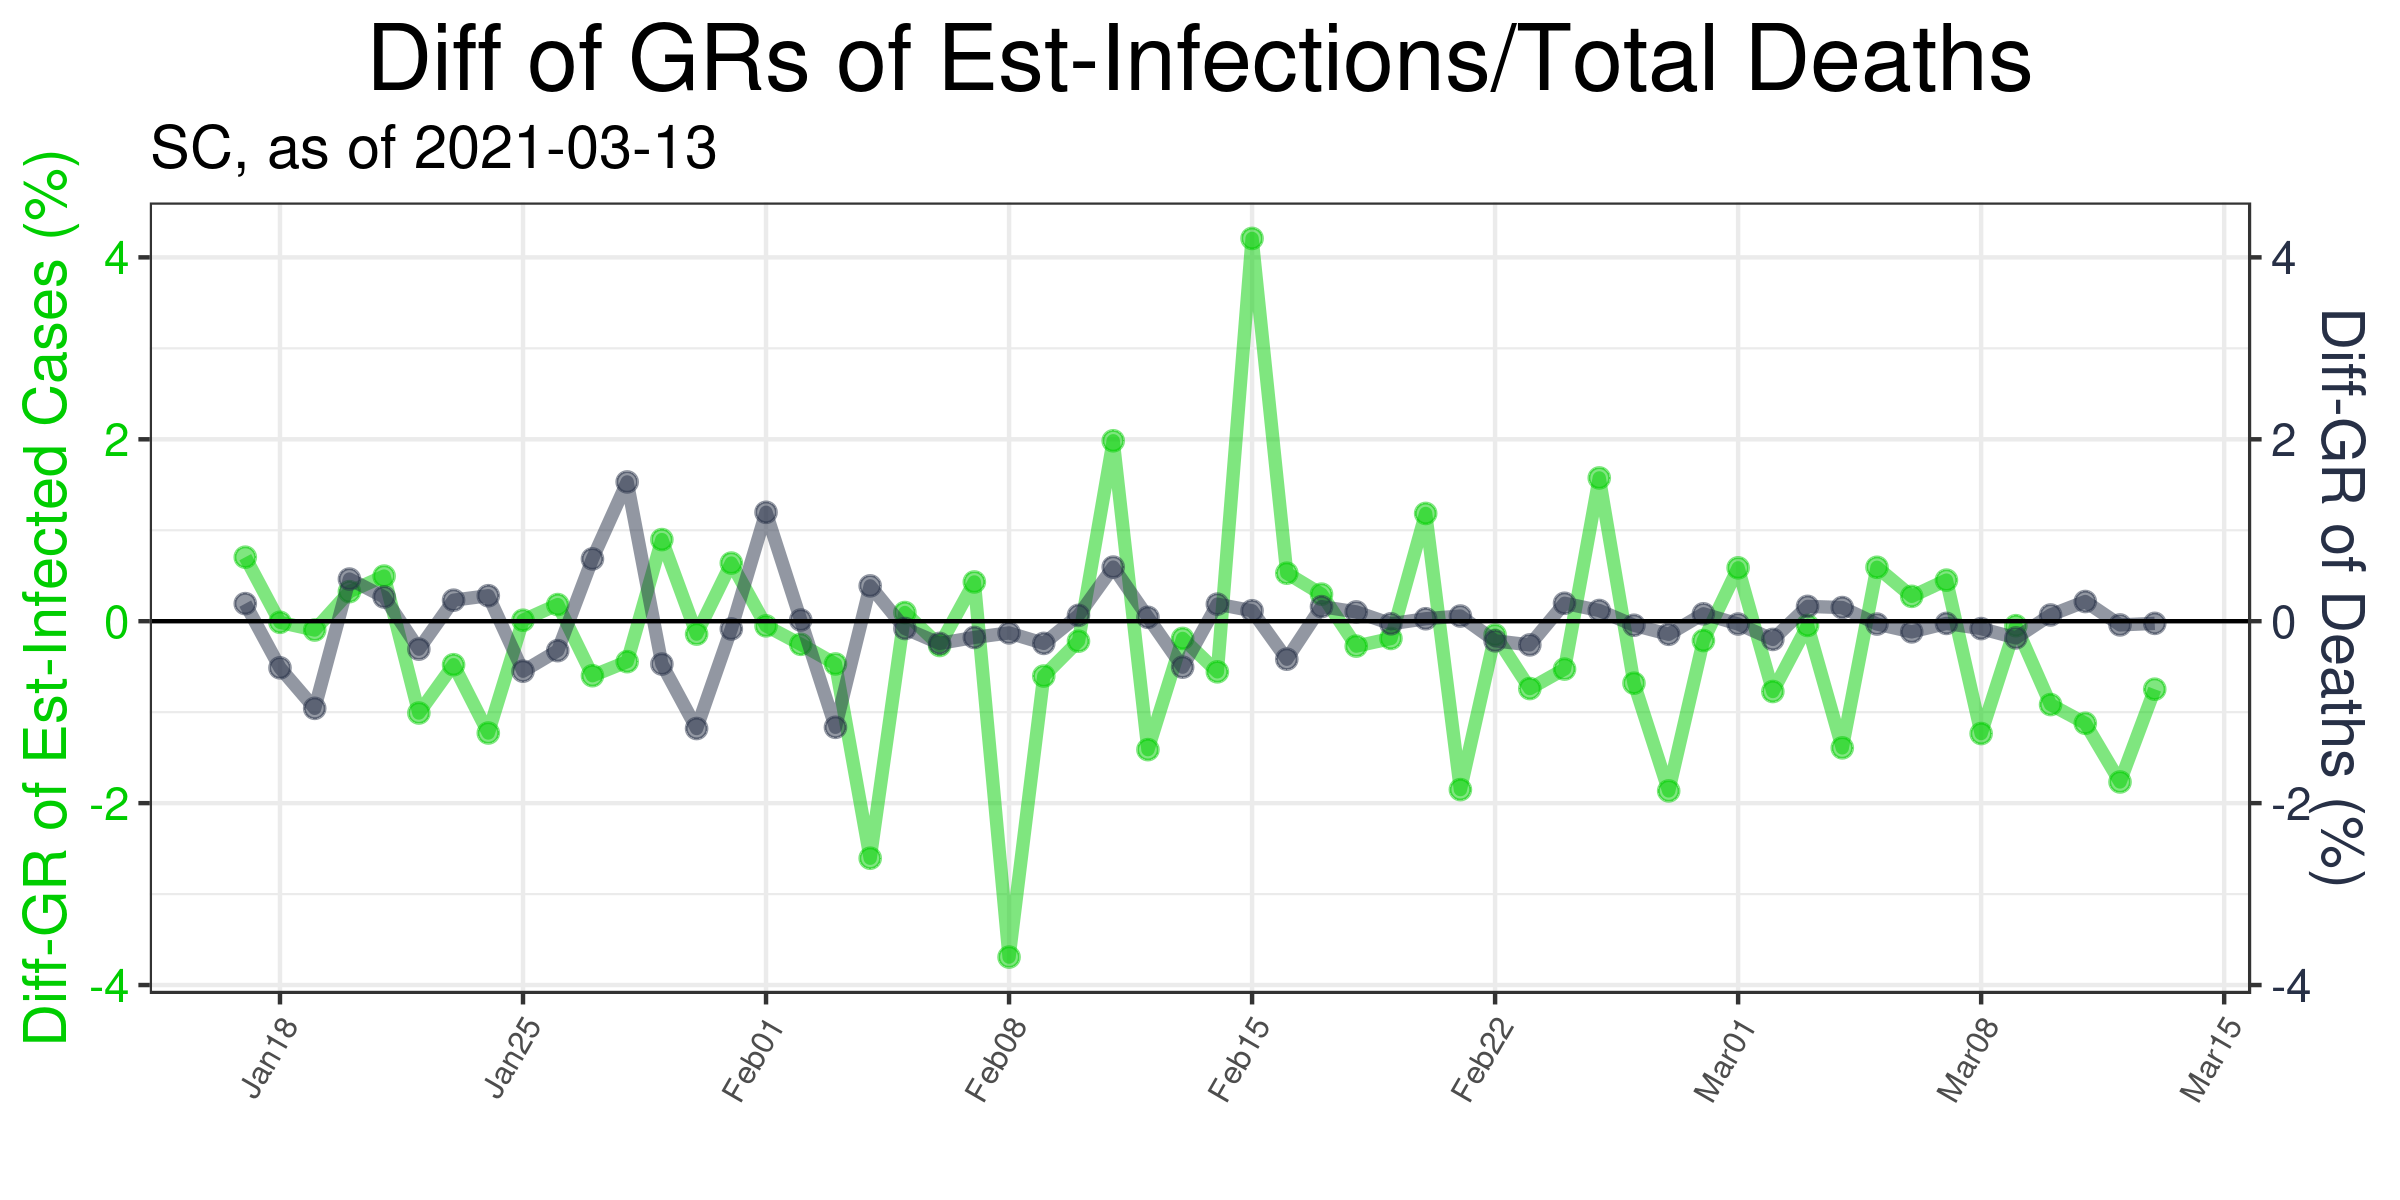 Diff of GRs of Est-Infections/Total Deaths
SC, as of 2021-03-13
Diff-GR of Est-Infected Cases (%)
4
2
0
-2
-4
4
2
0
-2
-4
Diff-GR of Deaths (%)
Jan18
Jan25
Feb01
Feb08
Feb15
Feb22
Mar01
Mar08
Mar15